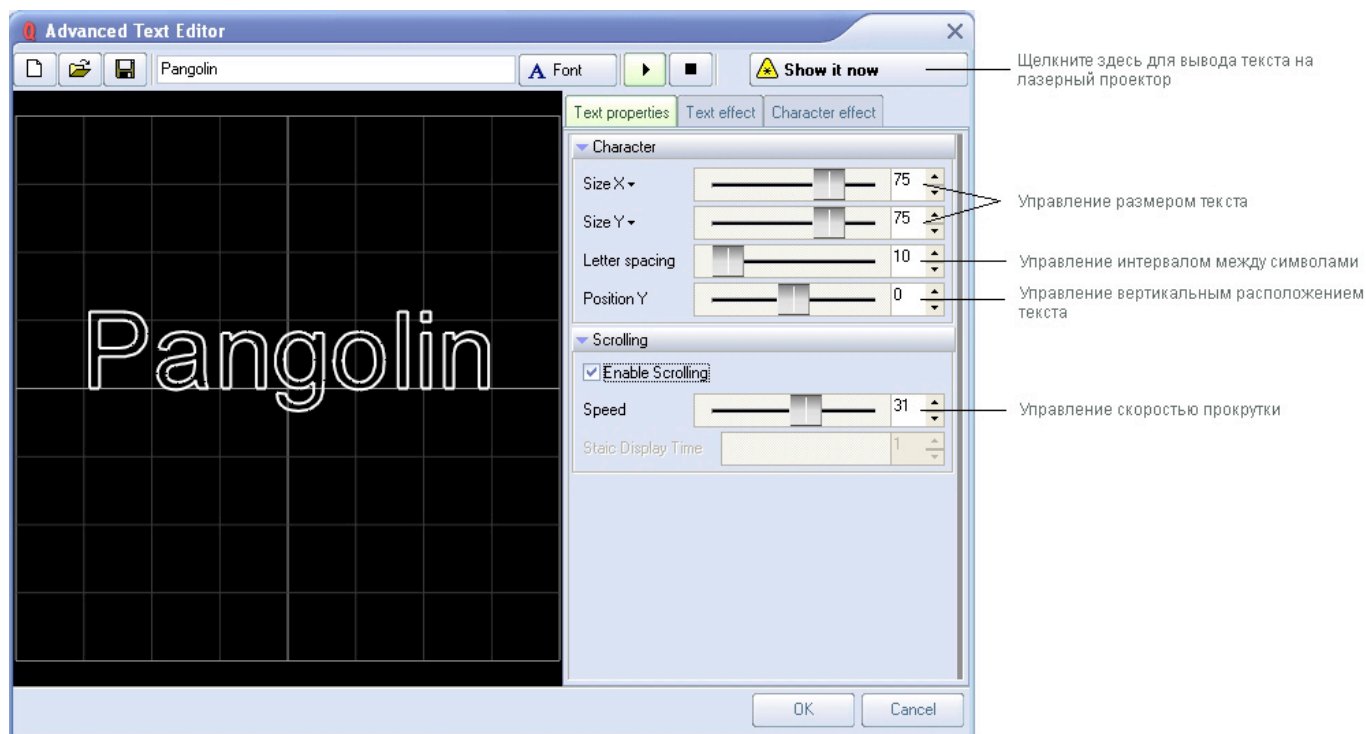 Advanced Text Editor
Pangolin
A Font
Show it now
Щелкните здесь для вывода текста на
лазерный проектор
Text properties
Text effect
Character effect
Character
Size X
75
Size Y
75
Управление размером текста
Letter spacing
10
Управление интервалом между символами
Position Y
0
Управление вертикальным расположением
текста
Scrolling
Enable Scrolling
Speed
31
Управление скоростью прокрутки
Staic Display Time
1
Pangolin
OK
Cancel